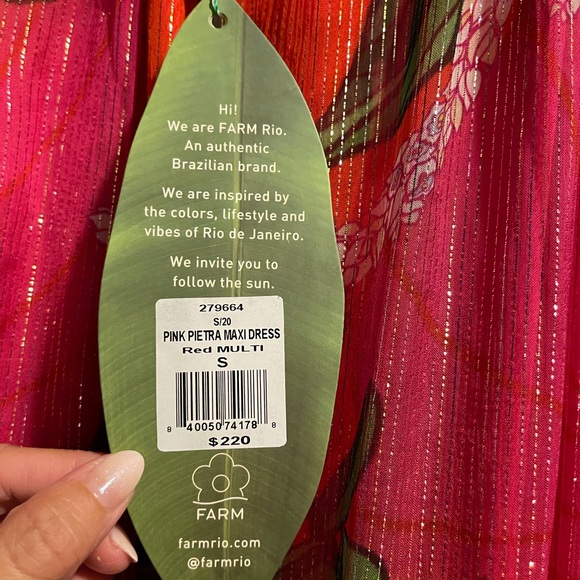 Hi!
We are FARM Rio.
An authentic
Brazilian brand.
We are inspired by
the colors, lifestyle and
vibes of Rio de Janeiro.
We invite you to
follow the sun.
279664
S/20
PINK PIETRA MAXI DRESS
Red MULTI
S
8 40050 74178 8
$220
FARM
farmrio.com
@farmrio